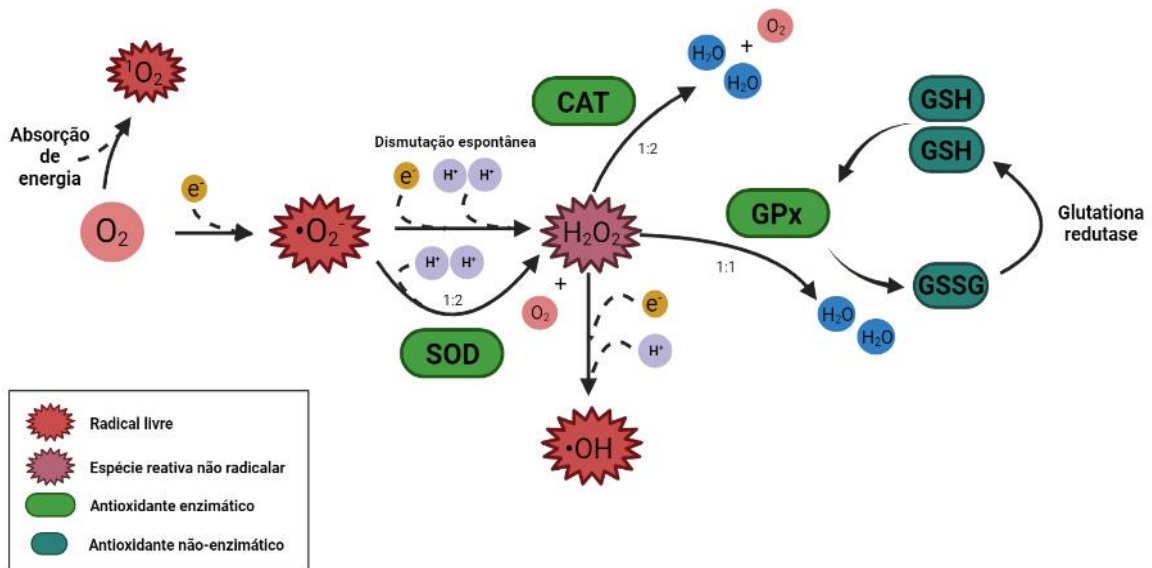 ¹O₂
Absorção
de
energia
O₂
e⁻
•O₂⁻
Dismutação espontânea
e⁻
H⁺ H⁺
H⁺ H⁺
1:2
SOD
H₂O₂
+
O₂
CAT
1:2
H₂O
+
O₂
H₂O
e⁻
H⁺
•OH
1:1
H₂O
H₂O
GPx
GSH
GSH
GSSG
Glutationa
redutase
Radical livre
Espécie reativa não radicalar
Antioxidante enzimático
Antioxidante não-enzimático